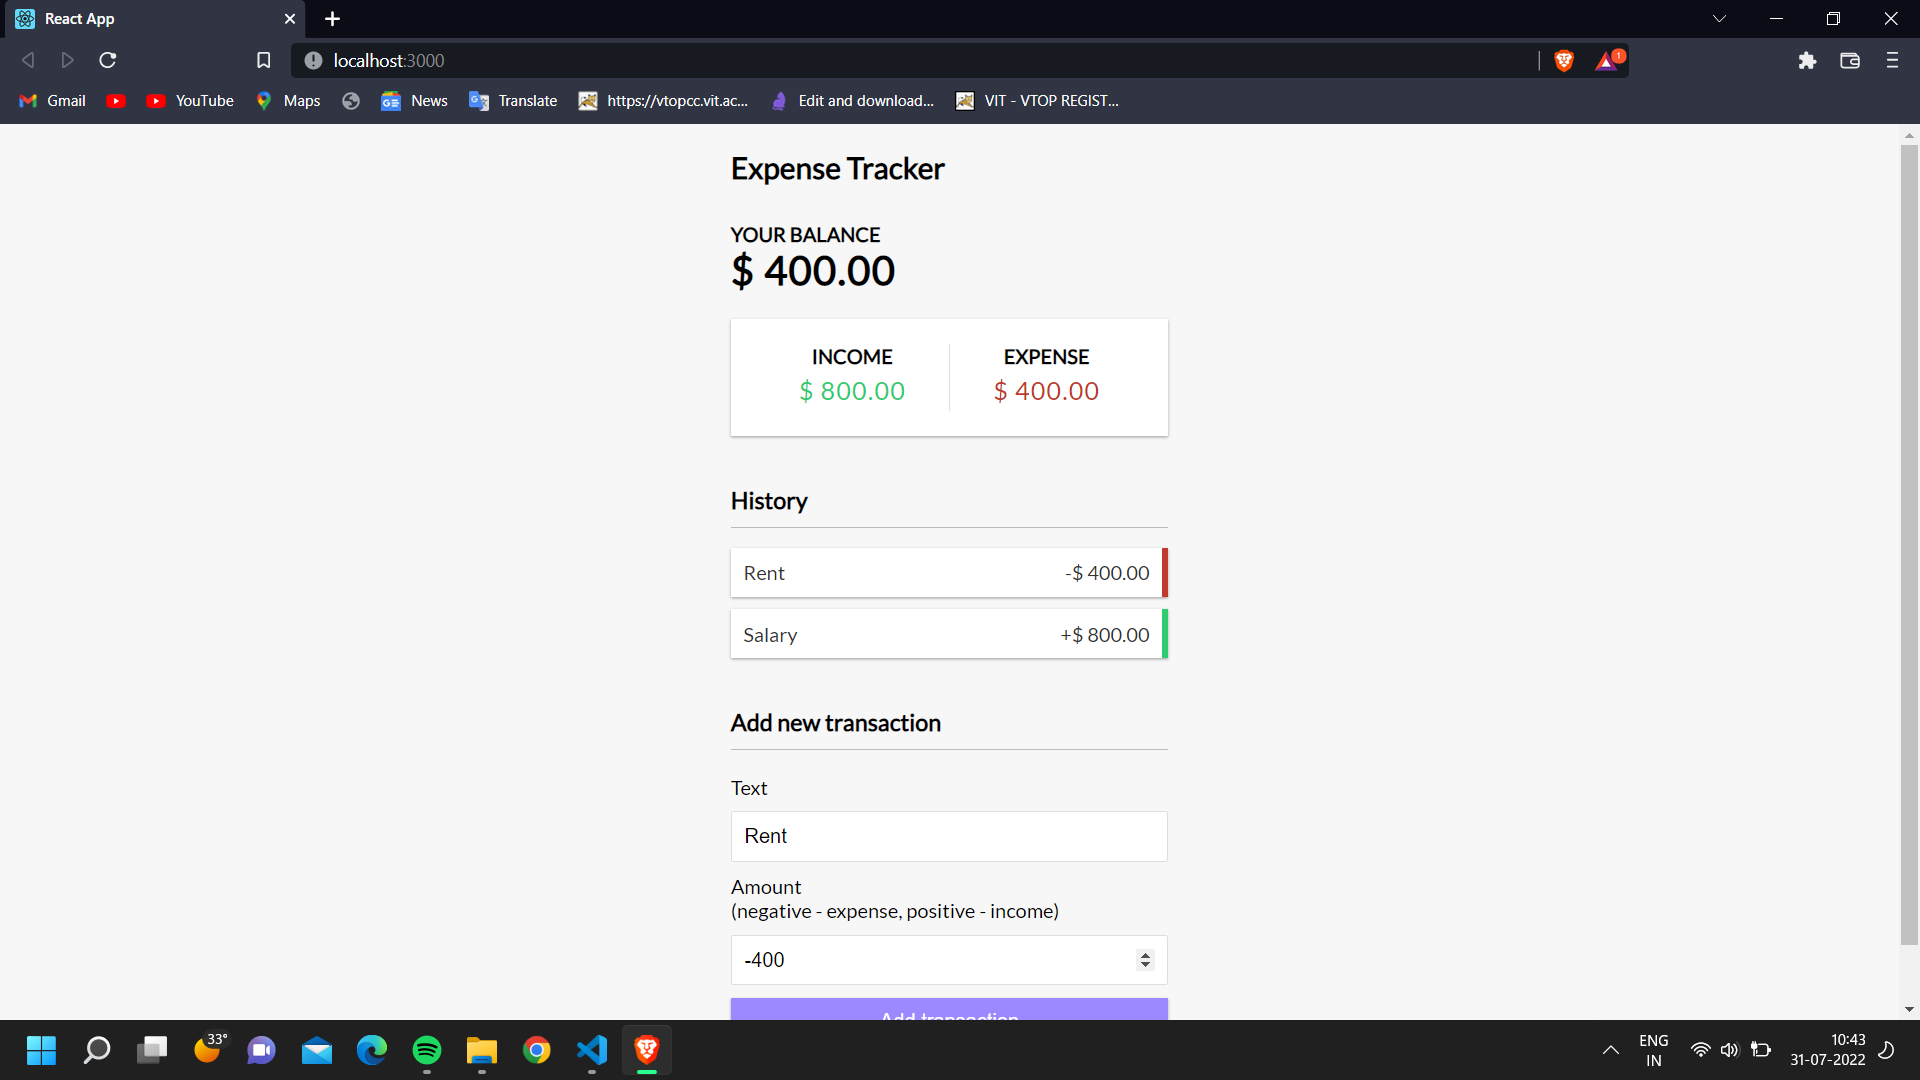 React App
localhost:3000
1
Gmail
YouTube
Maps
News
Translate
https://vtopcc.vit.ac...
Edit and download...
VIT - VTOP REGIST...
Expense Tracker
YOUR BALANCE
$ 400.00
INCOME
EXPENSE
$ 800.00
$ 400.00
History
Rent
-$ 400.00
Salary
+$ 800.00
Add new transaction
Text
Rent
Amount
(negative - expense, positive - income)
-400
Add transaction
33°
ENG
IN
10:43
31-07-2022